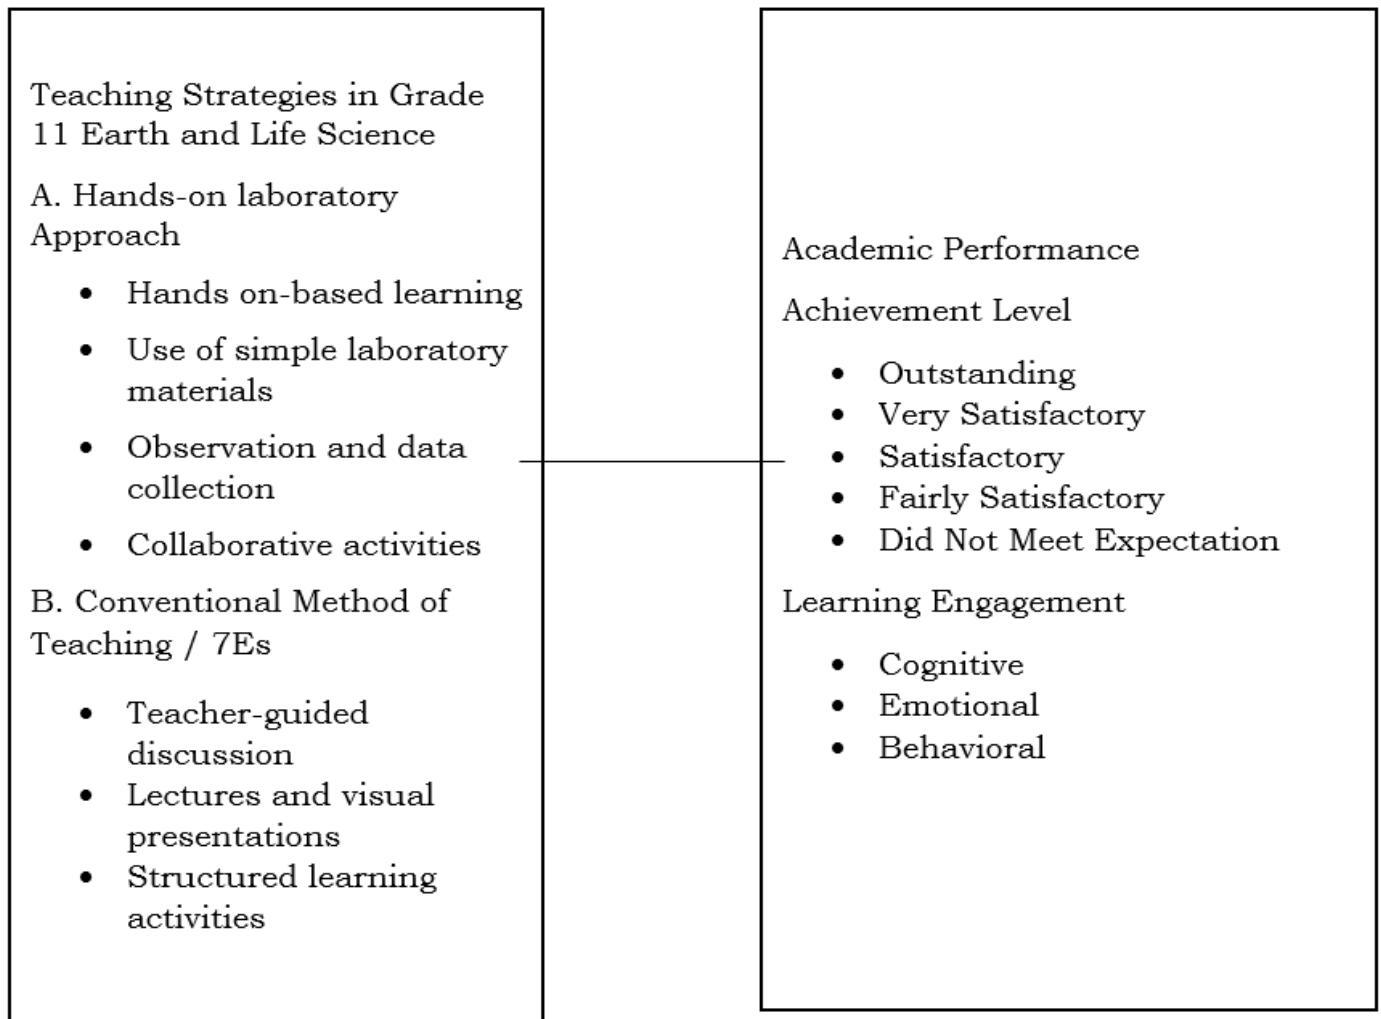 Teaching Strategies in Grade
11 Earth and Life Science
A. Hands-on laboratory
Approach
• Hands on-based learning
• Use of simple laboratory
materials
• Observation and data
collection
• Collaborative activities
B. Conventional Method of
Teaching / 7Es
• Teacher-guided
discussion
• Lectures and visual
presentations
• Structured learning
activities
Academic Performance
Achievement Level
• Outstanding
• Very Satisfactory
• Satisfactory
• Fairly Satisfactory
• Did Not Meet Expectation
Learning Engagement
• Cognitive
• Emotional
• Behavioral